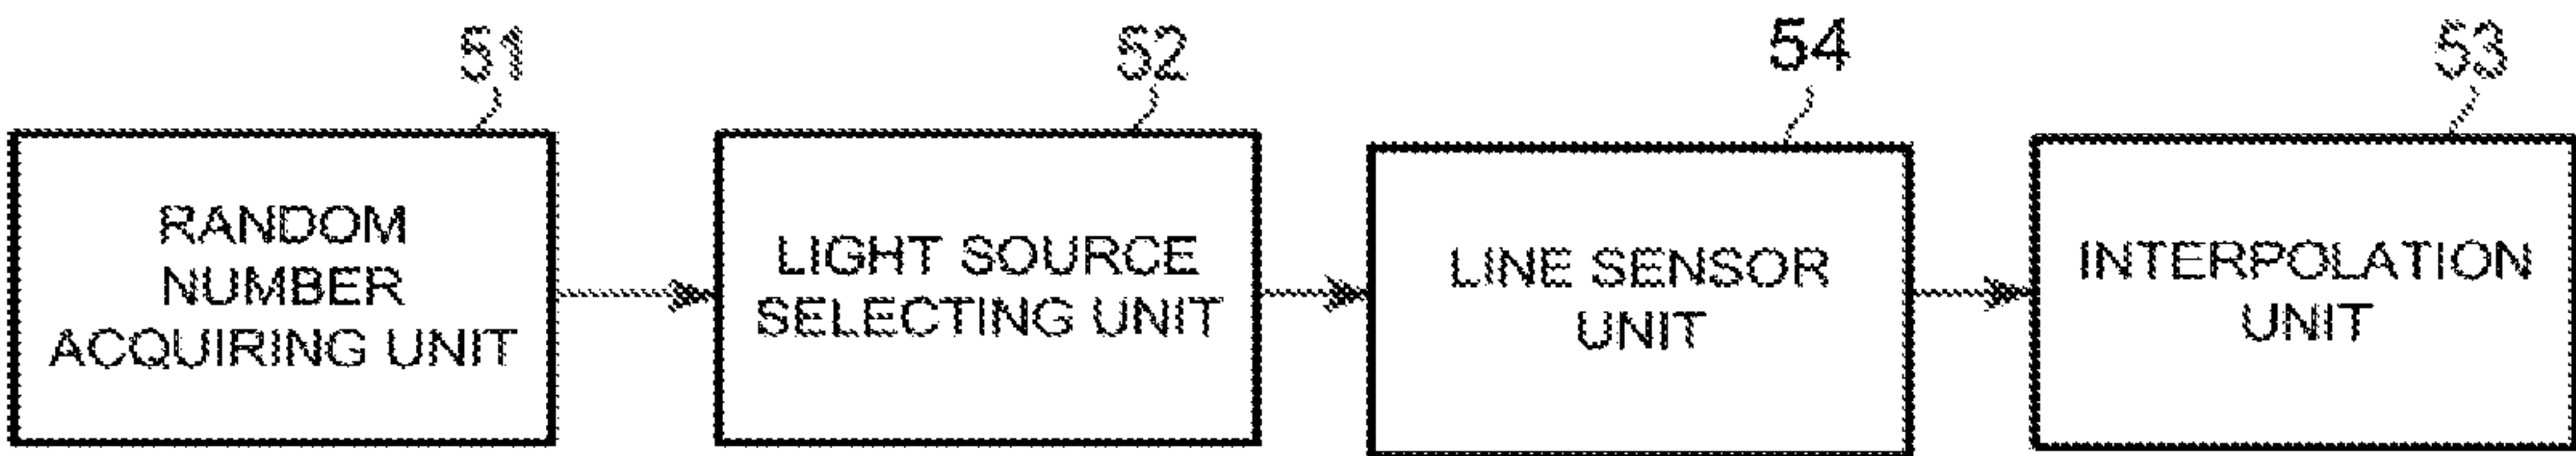 51
52
54
53
RANDOM
NUMBER
ACQUIRING UNIT
LIGHT SOURCE
SELECTING UNIT
LINE SENSOR
UNIT
INTERPOLATION
UNIT